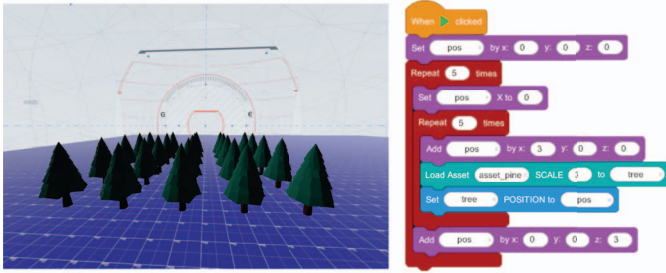 When clicked
Set pos by x: 0 y: 0 z: 0
Repeat 5 times
Set pos X to 0
Repeat 5 times
Add pos by x: 3 y: 0 z: 0
Load Asset asset_pine SCALE to tree
Set tree POSITION to pos
Add pos by x: 0 y: 0 z: 3